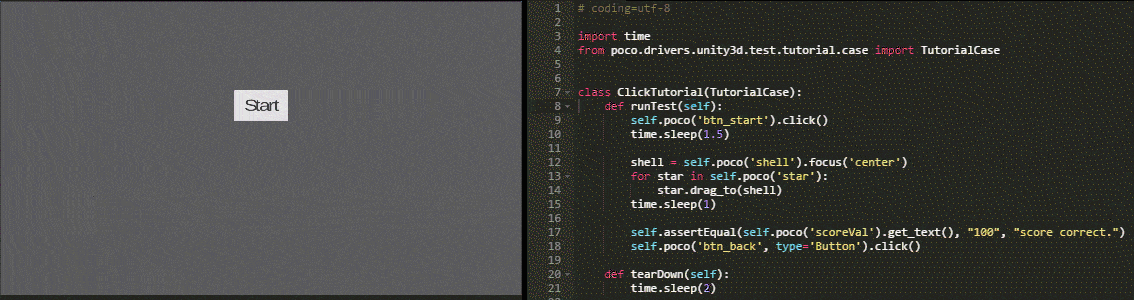 Start
1 # coding=utf-8
2
3 import time
4 from poco.drivers.unity3d.test.tutorial.case import TutorialCase
5
6
7 class ClickTutorial(TutorialCase):
8     def runTest(self):
9         self.poco('btn_start').click()
10         time.sleep(1.5)
11
12         shell = self.poco('shell').focus('center')
13         for star in self.poco('star'):
14             star.drag_to(shell)
15         time.sleep(1)
16
17         self.assertEqual(self.poco('scoreVal').get_text(), "100", "score correct.")
18         self.poco('btn_back', type='Button').click()
19
20     def tearDown(self):
21         time.sleep(2)